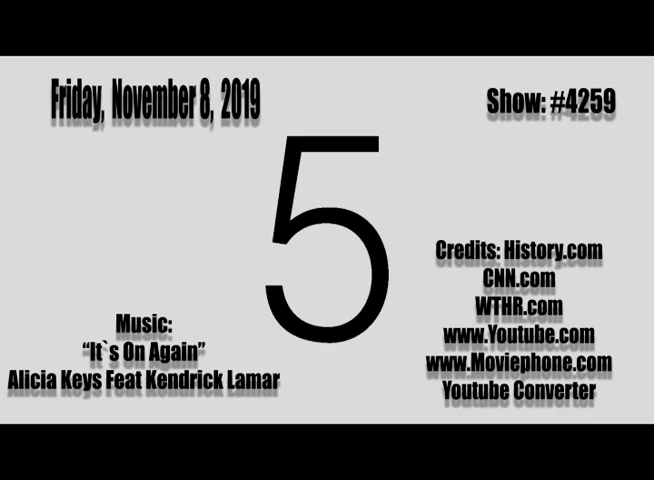 Friday, November 8, 2019
Show: #4259
5
Credits: History.com
CNN.com
WTHR.com
www.Youtube.com
www.Moviephone.com
Youtube Converter
Music:
“It`s On Again”
Alicia Keys Feat Kendrick Lamar